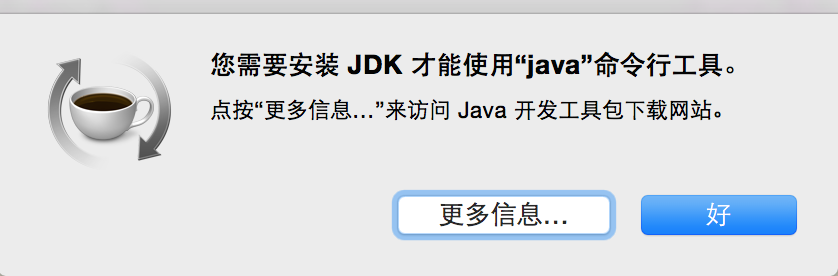 您需要安装 JDK 才能使用“java”命令行工具。
点按“更多信息...”来访问 Java 开发工具包下载网站。
更多信息...
好